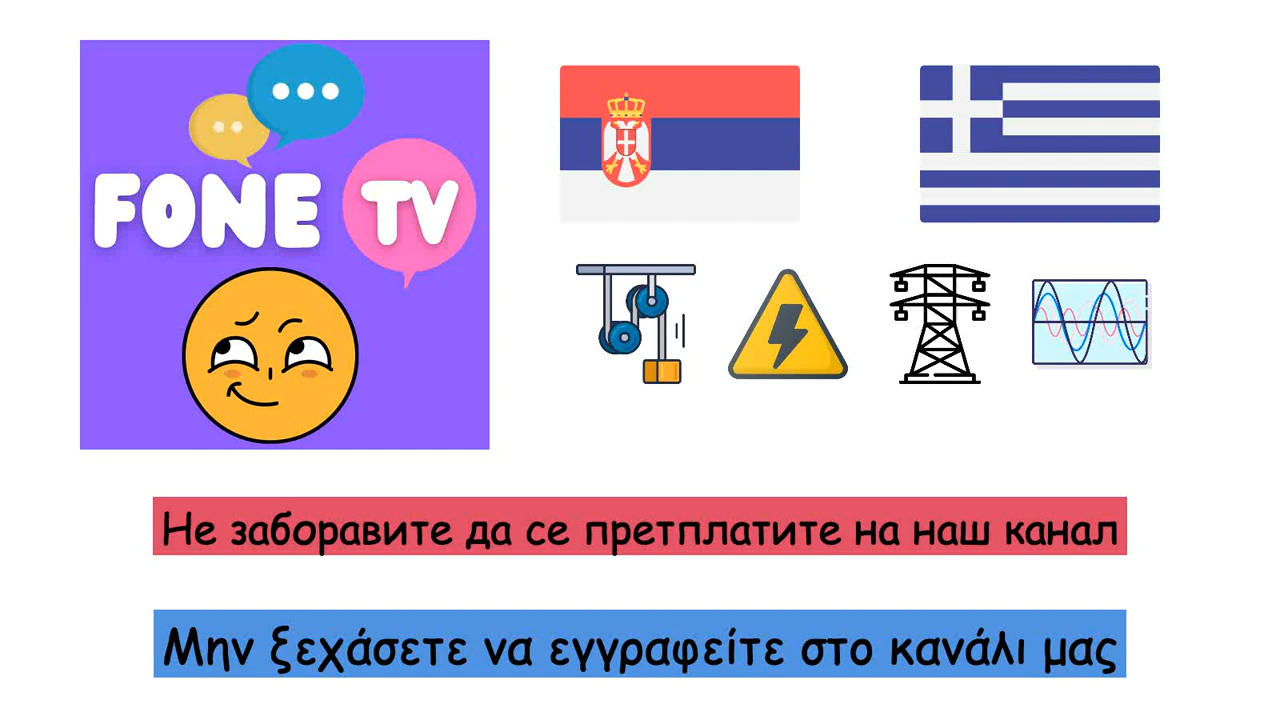 FONE TV
Не заборавите да се претплатите на наш канал
Μην ξεχάσετε να εγγραφείτε στο κανάλι μας